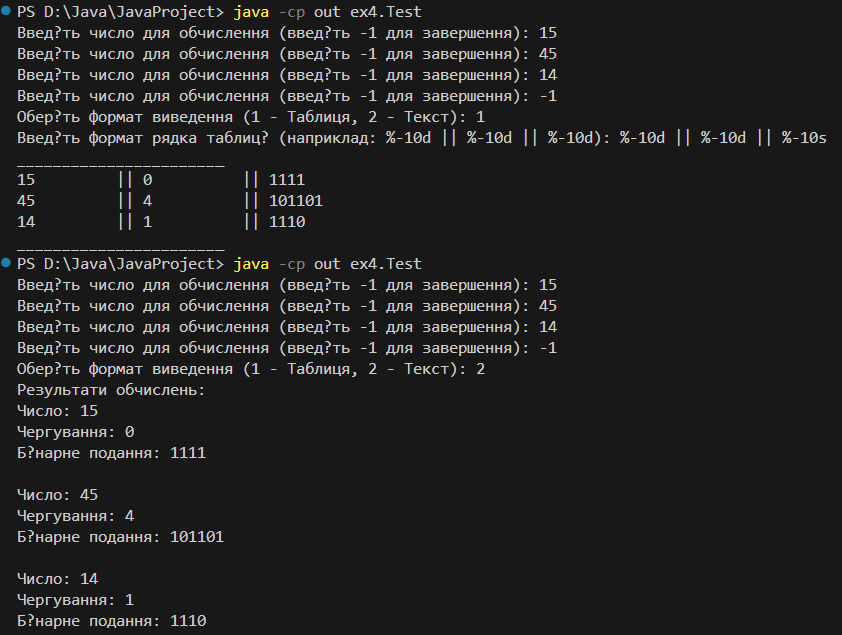 PS D:\Java\JavaProject> java -cp out ex4.Test
Введ?ть число для обчислення (введ?ть -1 для завершення): 15
Введ?ть число для обчислення (введ?ть -1 для завершення): 45
Введ?ть число для обчислення (введ?ть -1 для завершення): 14
Введ?ть число для обчислення (введ?ть -1 для завершення): -1
Обер?ть формат виведення (1 - Таблиця, 2 - Текст): 1
Введ?ть формат рядка таблиц? (наприклад: %-10d || %-10d || %-10d): %-10d || %-10d || %-10s
_______________________
15         || 0          || 1111
45         || 4          || 101101
14         || 1          || 1110
_______________________
PS D:\Java\JavaProject> java -cp out ex4.Test
Введ?ть число для обчислення (введ?ть -1 для завершення): 15
Введ?ть число для обчислення (введ?ть -1 для завершення): 45
Введ?ть число для обчислення (введ?ть -1 для завершення): 14
Введ?ть число для обчислення (введ?ть -1 для завершення): -1
Обер?ть формат виведення (1 - Таблиця, 2 - Текст): 2
Результати обчислень:
Число: 15
Чергування: 0
Б?нарне подання: 1111

Число: 45
Чергування: 4
Б?нарне подання: 101101

Число: 14
Чергування: 1
Б?нарне подання: 1110